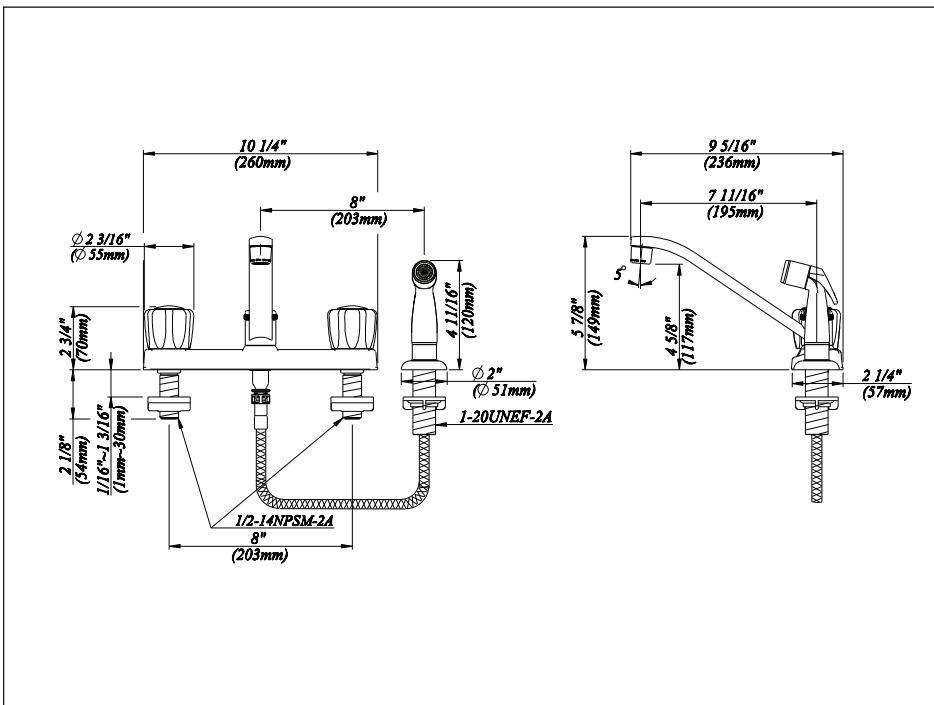 10 1/4"
(260mm)
8"
(203mm)
∅ 2 3/16"
(∅ 55mm)
2 3/4"
(70mm)
4 11/16"
(120mm)
∅ 2"
(∅ 51mm)
1-20UNEF-2A
2 1/8"
(54mm)
1/16"~1 3/16"
(1mm~30mm)
1/2-14NPSM-2A
8"
(203mm)
9 5/16"
(236mm)
7 11/16"
(195mm)
5°
5 7/8"
(149mm)
4 5/8"
(117mm)
2 1/4"
(57mm)